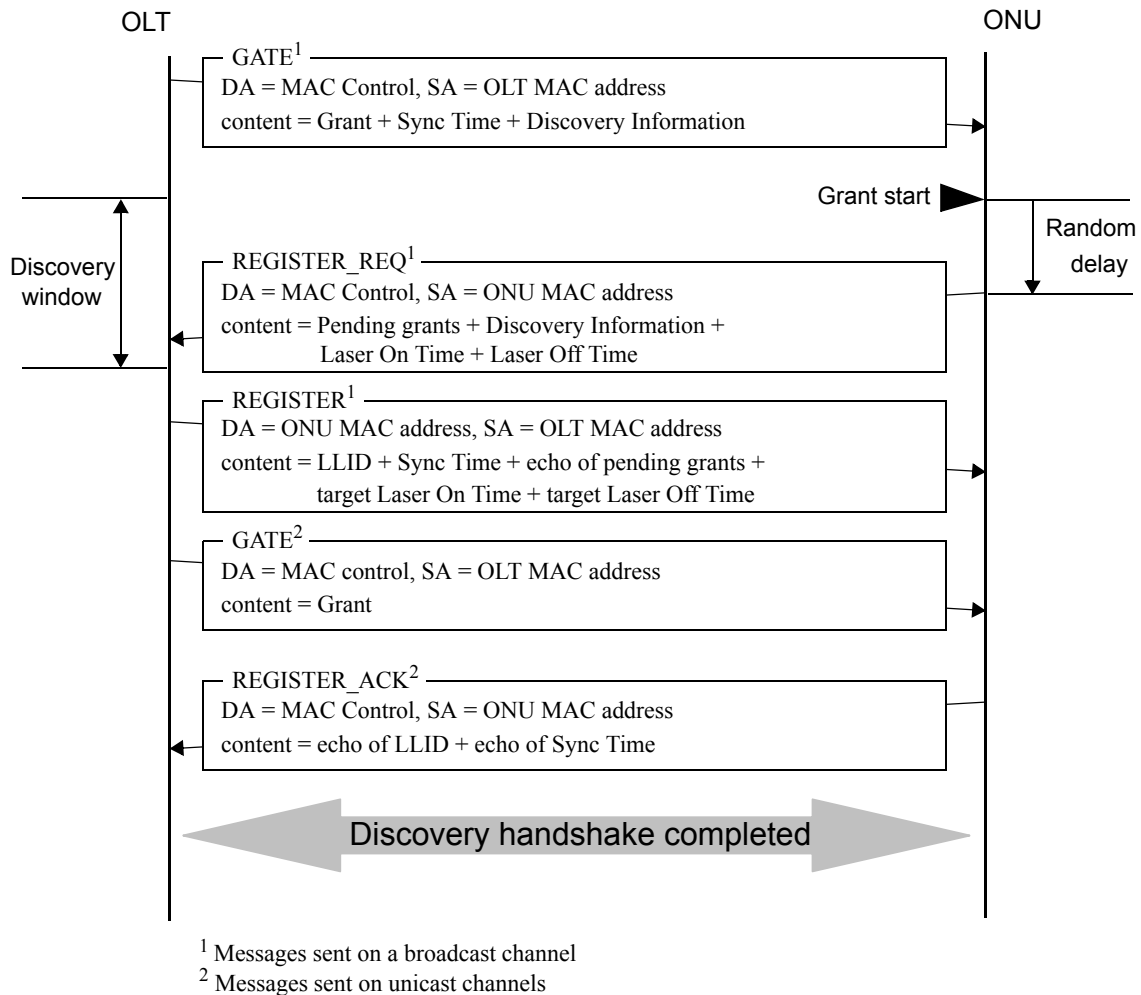 OLT
ONU
GATE1
DA = MAC Control, SA = OLT MAC address
content = Grant + Sync Time + Discovery Information
Grant start
Random
delay
Discovery
window
REGISTER_REQ1
DA = MAC Control, SA = ONU MAC address
content = Pending grants + Discovery Information +
Laser On Time + Laser Off Time
REGISTER1
DA = ONU MAC address, SA = OLT MAC address
content = LLID + Sync Time + echo of pending grants +
target Laser On Time + target Laser Off Time
GATE2
DA = MAC control, SA = OLT MAC address
content = Grant
REGISTER_ACK2
DA = MAC Control, SA = ONU MAC address
content = echo of LLID + echo of Sync Time
Discovery handshake completed
1 Messages sent on a broadcast channel
2 Messages sent on unicast channels